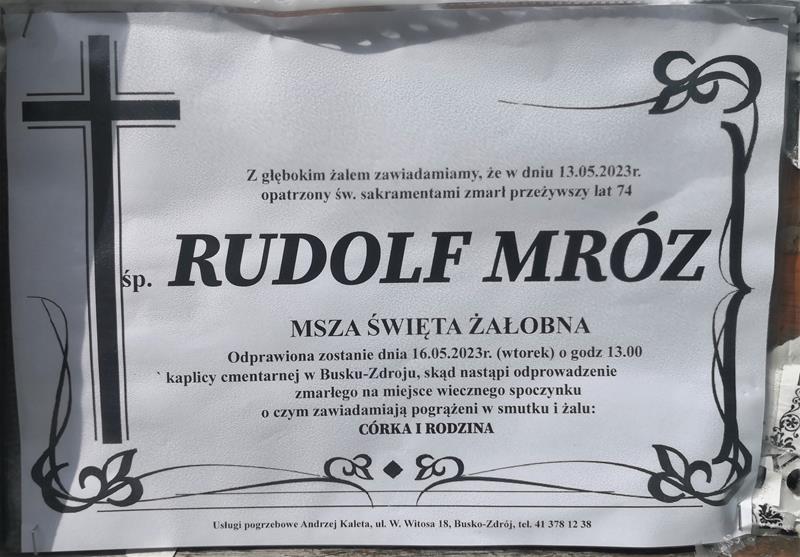 Z głębokim żalem zawiadamiamy, że w dniu 13.05.2023r.
opatrzony św. sakramentami zmarł przeżywszy lat 74
śp. RUDOLF MRÓZ
MSZA ŚWIĘTA ŻAŁOBNA
Odprawiona zostanie dnia 16.05.2023r. (wtorek) o godz 13.00
` kaplicy cmentarnej w Busku-Zdroju, skąd nastąpi odprowadzenie
zmarłego na miejsce wiecznego spoczynku
o czym zawiadamiają pogrążeni w smutku i żalu:
CÓRKA I RODZINA
Usługi pogrzebowe Andrzej Kaleta, ul. W. Witosa 18, Busko-Zdrój, tel. 41 378 12 38